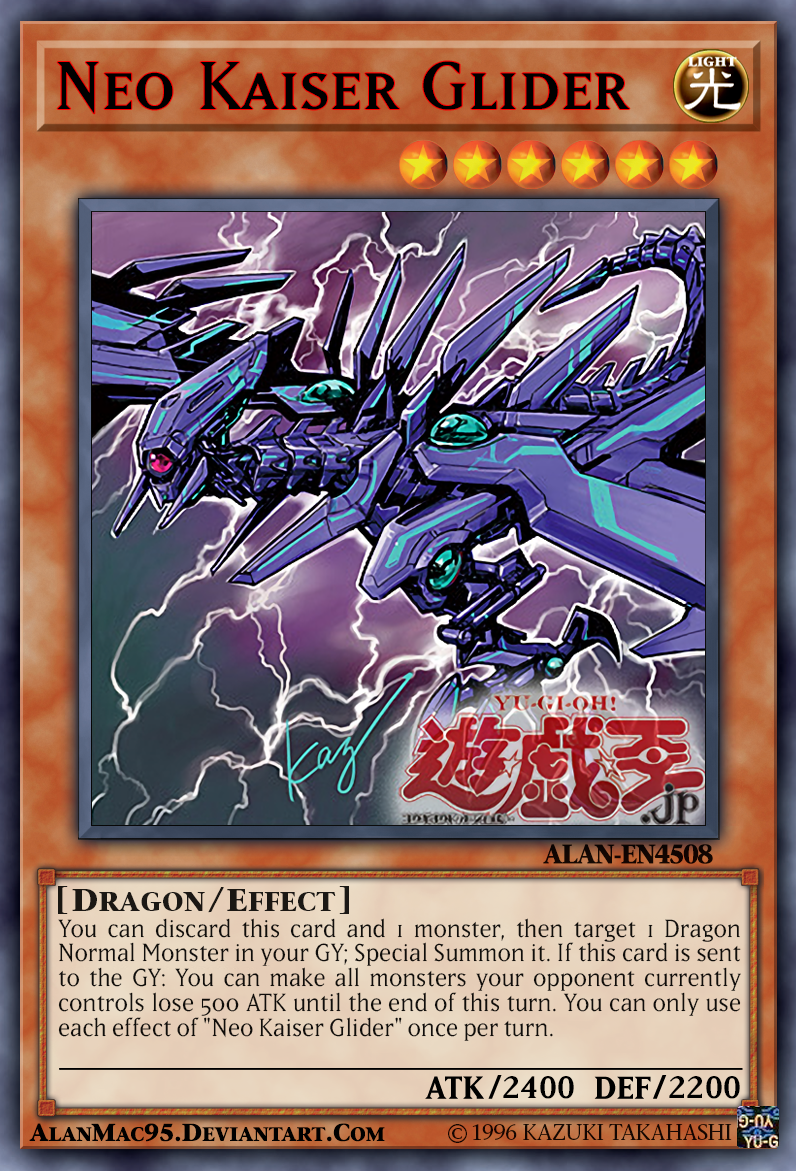 Neo Kaiser Glider
LIGHT
光
Kaz
YU-GI-OH!
遊☆戯☆王
.jp
ALAN-EN4508
[Dragon/Effect]
You can discard this card and 1 monster, then target 1 Dragon
Normal Monster in your GY; Special Summon it. If this card is sent
to the GY: You can make all monsters your opponent currently
controls lose 500 ATK until the end of this turn. You can only use
each effect of "Neo Kaiser Glider" once per turn.
ATK/2400 DEF/2200
AlanMac95.Deviantart.Com
© 1996 KAZUKI TAKAHASHI